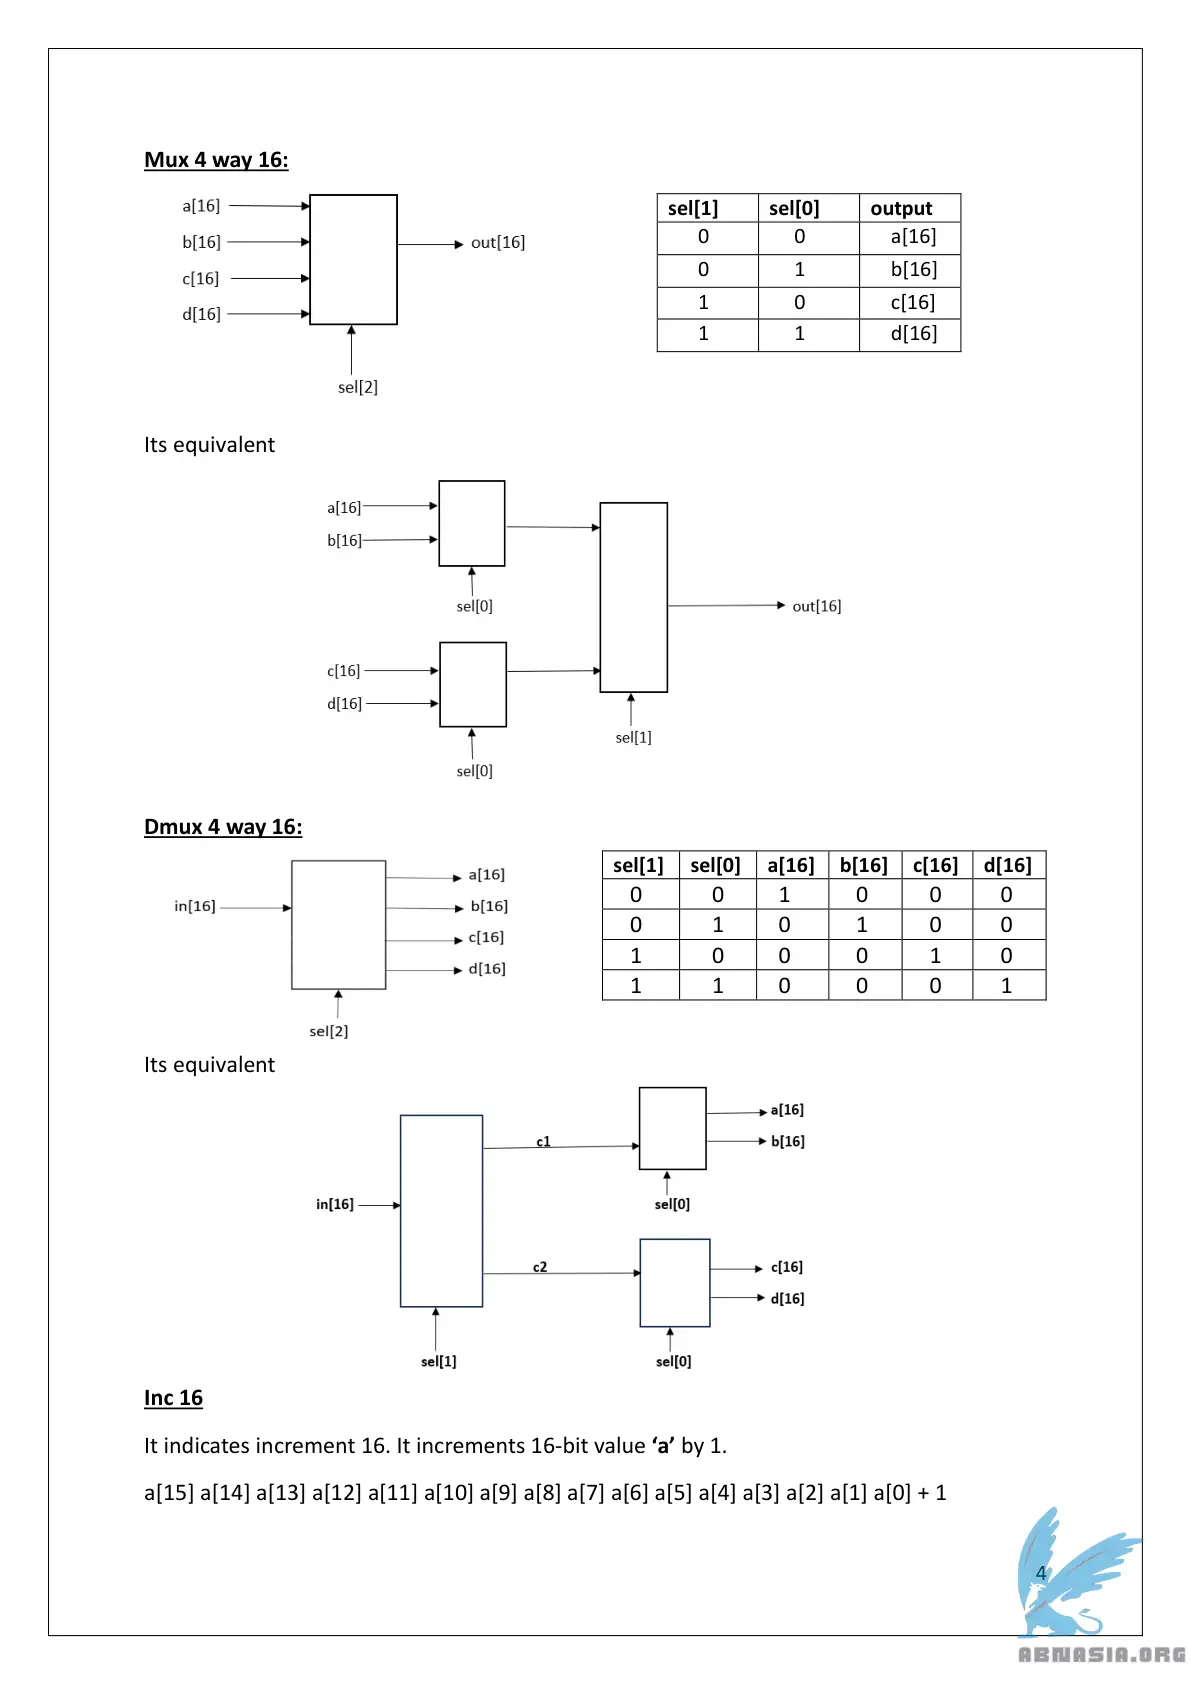 Mux 4 way 16:
a[16]
b[16]
c[16]
d[16]
out[16]
sel[2]
sel[1] sel[0] output
0 0 a[16]
0 1 b[16]
1 0 c[16]
1 1 d[16]
Its equivalent
a[16]
b[16]
sel[0]
c[16]
d[16]
sel[0]
sel[1]
out[16]
Dmux 4 way 16:
in[16]
a[16]
b[16]
c[16]
d[16]
sel[2]
sel[1] sel[0] a[16] b[16] c[16] d[16]
0 0 1 0 0 0
0 1 0 1 0 0
1 0 0 0 1 0
1 1 0 0 0 1
Its equivalent
in[16]
sel[1]
c1
c2
a[16]
b[16]
sel[0]
c[16]
d[16]
sel[0]
Inc 16
It indicates increment 16. It increments 16-bit value ‘a’ by 1.
a[15] a[14] a[13] a[12] a[11] a[10] a[9] a[8] a[7] a[6] a[5] a[4] a[3] a[2] a[1] a[0] + 1
4
ABNASIA.ORG